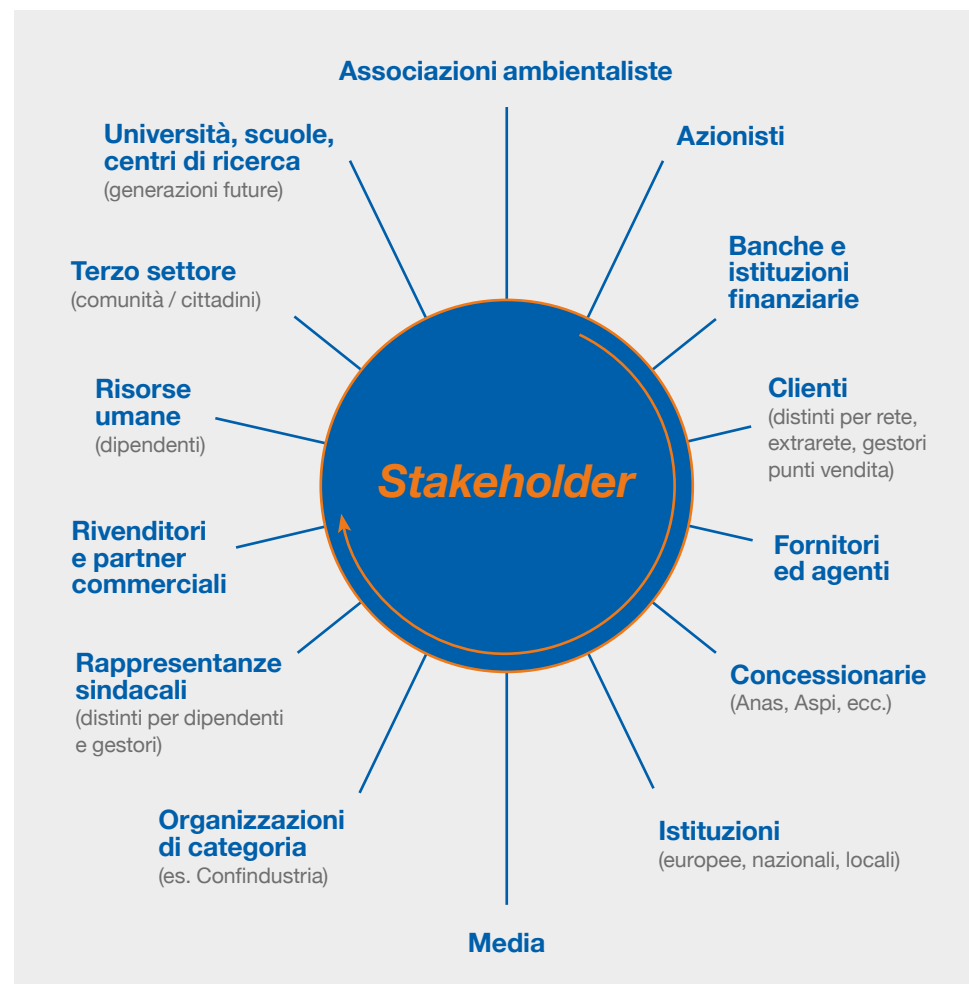 Associazioni ambientaliste
Azionisti
Banche e
istituzioni
finanziarie
Clienti
(distinti per rete,
extrarete, gestori
punti vendita)
Fornitori
ed agenti
Concessionarie
(Anas, Aspi, ecc.)
Istituzioni
(europee, nazionali, locali)
Media
Organizzazioni
di categoria
(es. Confindustria)
Rappresentanze
sindacali
(distinti per dipendenti
e gestori)
Rivenditori
e partner
commerciali
Risorse
umane
(dipendenti)
Terzo settore
(comunità / cittadini)
Università, scuole,
centri di ricerca
(generazioni future)
Stakeholder